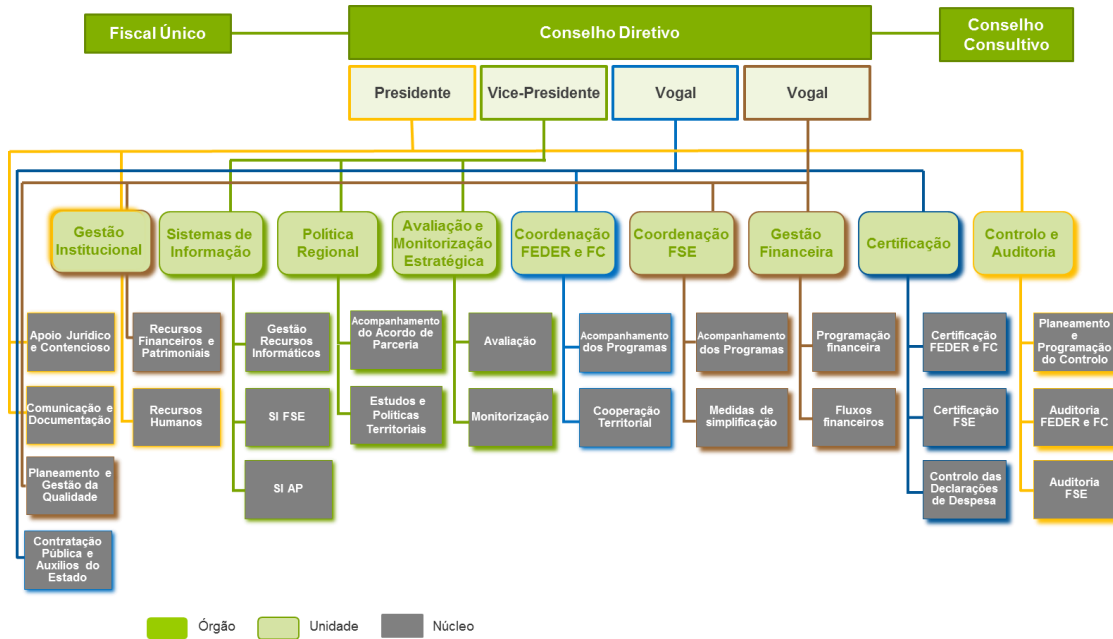 Fiscal Único
Conselho Diretivo
Conselho
Consultivo
Presidente
Vice-Presidente
Vogal
Vogal
Gestão
Institucional
Sistemas de
Informação
Política
Regional
Avaliação e
Monitorização
Estratégica
Coordenação
FEDER e FC
Coordenação
FSE
Gestão
Financeira
Certificação
Controlo e
Auditoria
Apoio Jurídico
e Contencioso
Recursos
Financeiros e
Patrimoniais
Gestão
Recursos
Informáticos
Acompanhamento
do Acordo de
Parceria
Avaliação
Acompanhamento
dos Programas
Acompanhamento
dos Programas
Programação
financeira
Certificação
FEDER e FC
Planeamento
e
Programação
do Controlo
Comunicação e
Documentação
Recursos
Humanos
SI FSE
Estudos e
Políticas
Territoriais
Monitorização
Cooperação
Territorial
Medidas de
simplificação
Fluxos
financeiros
Certificação
FSE
Auditoria
FEDER e FC
Planeamento e
Gestão da
Qualidade
SI AP
Controlo das
Declarações
de Despesa
Auditoria
FSE
Contratação
Pública e
Auxílios do
Estado
Órgão
Unidade
Núcleo